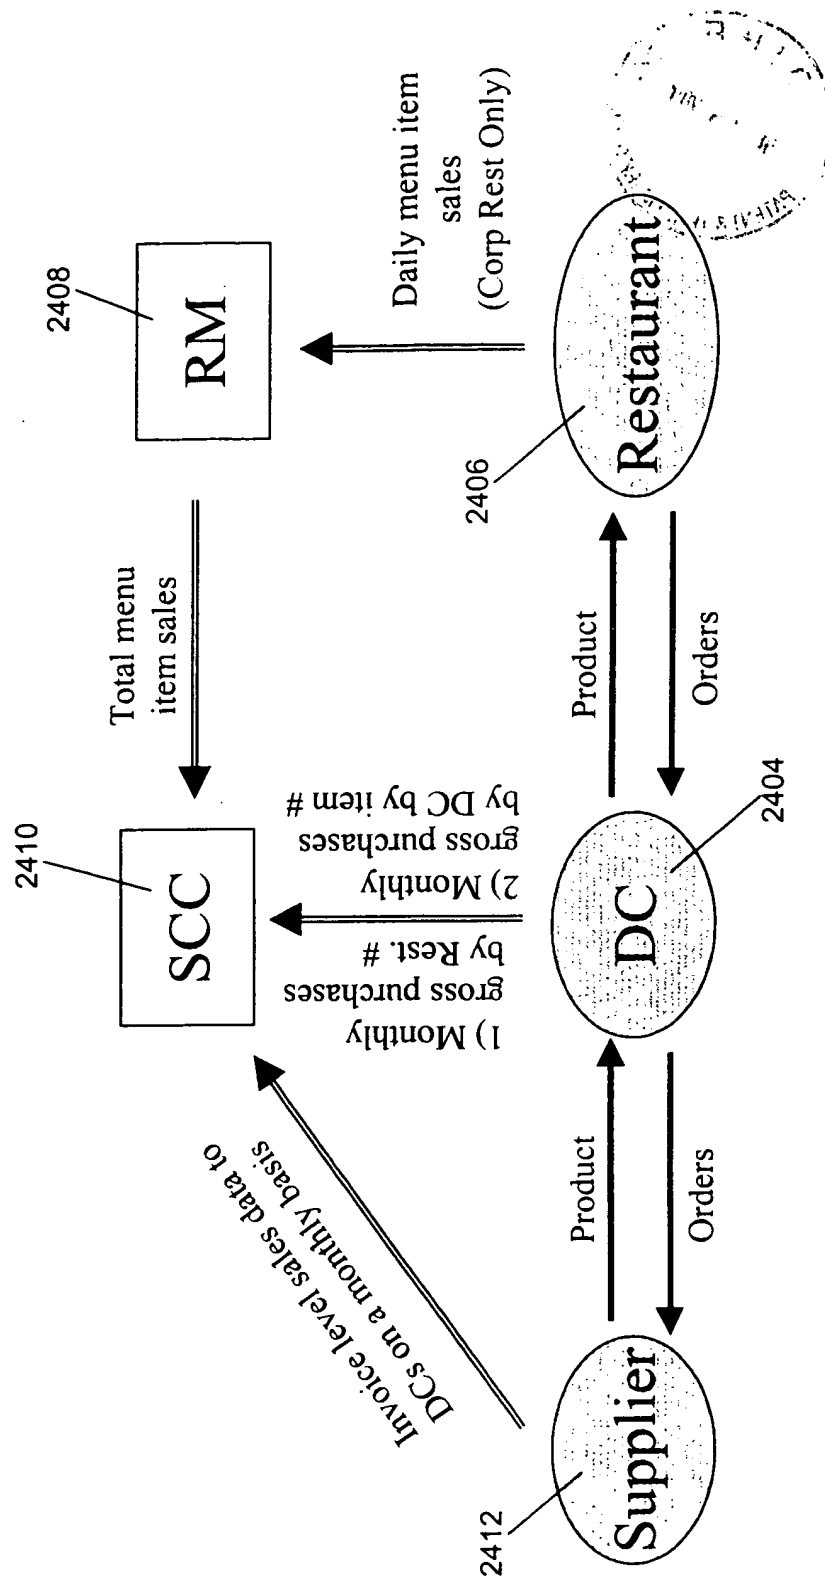 2410
SCC
Total menu
item sales
2408
RM
Invoice level sales data to
DCs on a monthly basis
1) Monthly
gross purchases
by Rest. #
2) Monthly
gross purchases
by DC by item #
Daily menu item
sales
(Corp Rest Only)
2412
Supplier
Product
Orders
DC
2404
Product
Orders
2406
Restaurant